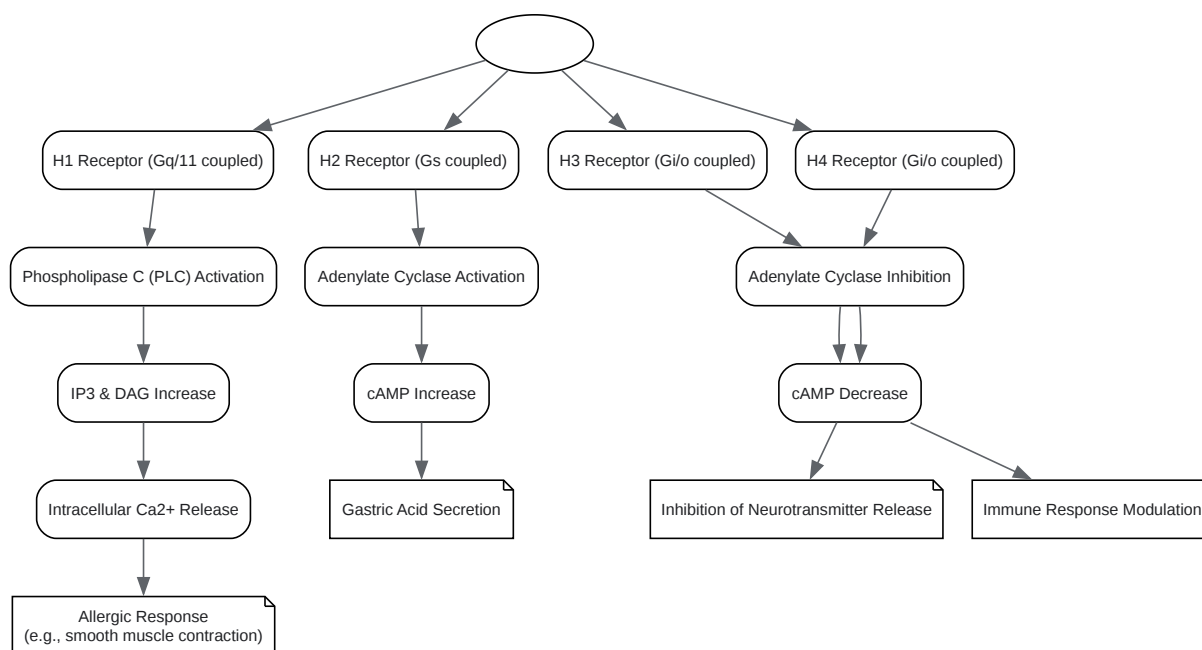 H1 Receptor (Gq/11 coupled)
H2 Receptor (Gs coupled)
H3 Receptor (Gi/o coupled)
H4 Receptor (Gi/o coupled)
Phospholipase C (PLC) Activation
Adenylate Cyclase Activation
Adenylate Cyclase Inhibition
IP3 & DAG Increase
cAMP Increase
cAMP Decrease
Intracellular Ca2+ Release
Gastric Acid Secretion
Inhibition of Neurotransmitter Release
Immune Response Modulation
Allergic Response
(e.g., smooth muscle contraction)